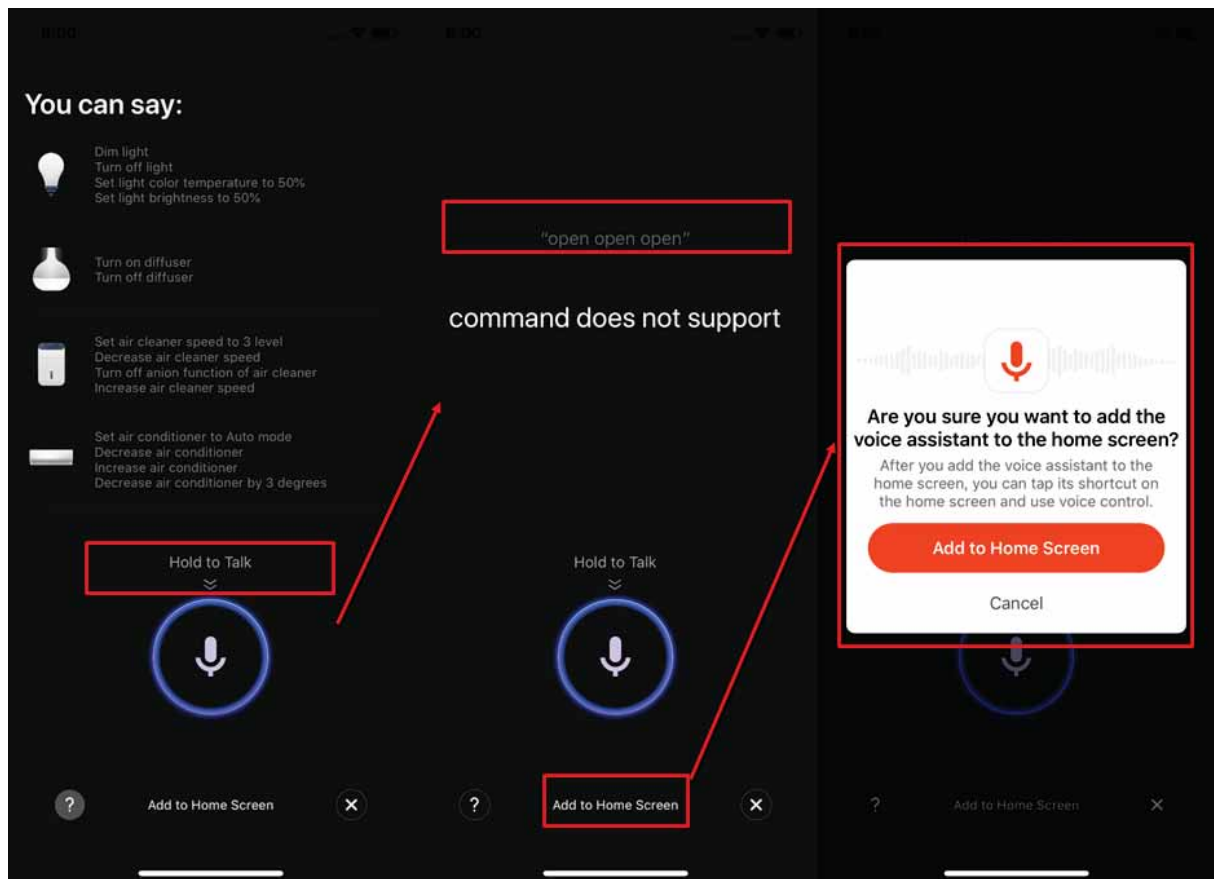 You can say:
Dim light
Turn off light
Set light color temperature to 50%
Set light brightness to 50%
Turn on diffuser
Turn off diffuser
Set air cleaner speed to 3 level
Decrease air cleaner speed
Turn off anion function of air cleaner
Increase air cleaner speed
Set air conditioner to Auto mode
Decrease air conditioner
Increase air conditioner
Decrease air conditioner by 3 degrees
Hold to Talk
?
Add to Home Screen
"open open open"
command does not support
Hold to Talk
?
Add to Home Screen
Are you sure you want to add the
voice assistant to the home screen?
After you add the voice assistant to the
home screen, you can tap its shortcut on
the home screen and use voice control.
Add to Home Screen
Cancel
?
Add to Home Screen